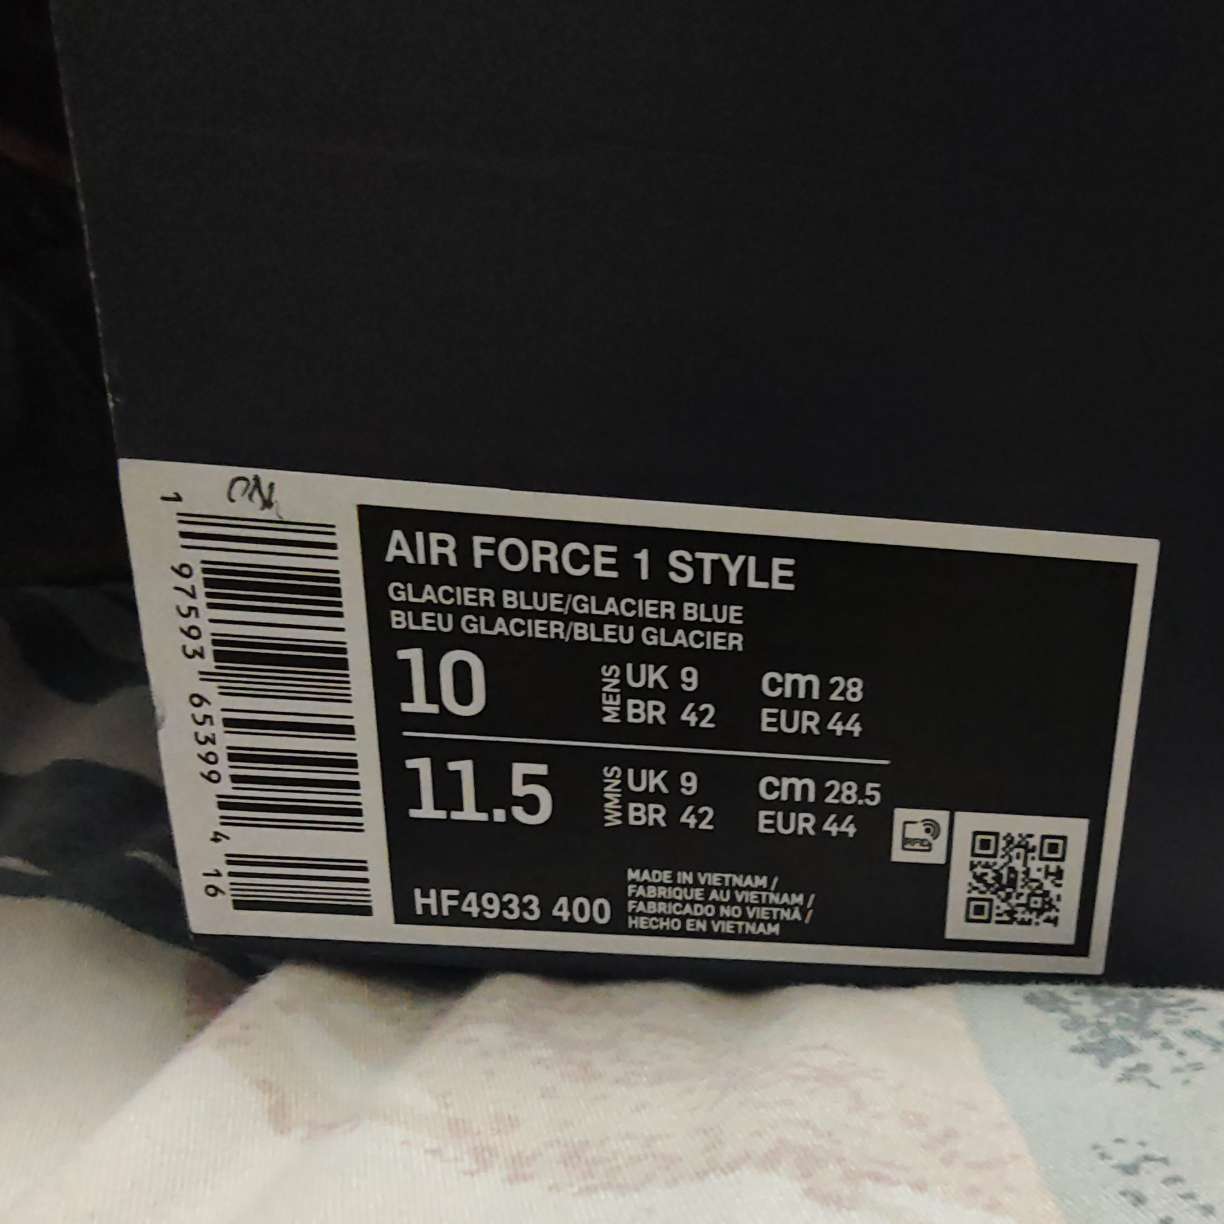 1 97593 65399 4 16
AIR FORCE 1 STYLE
GLACIER BLUE/GLACIER BLUE
BLEU GLACIER/BLEU GLACIER
10 MENS UK 9 cm 28
BR 42 EUR 44
11.5 WMNS UK 9 cm 28.5
BR 42 EUR 44
RFID
HF4933 400
MADE IN VIETNAM /
FABRIQUE AU VIETNAM /
FABRICADO NO VIETNÃ /
HECHO EN VIETNAM